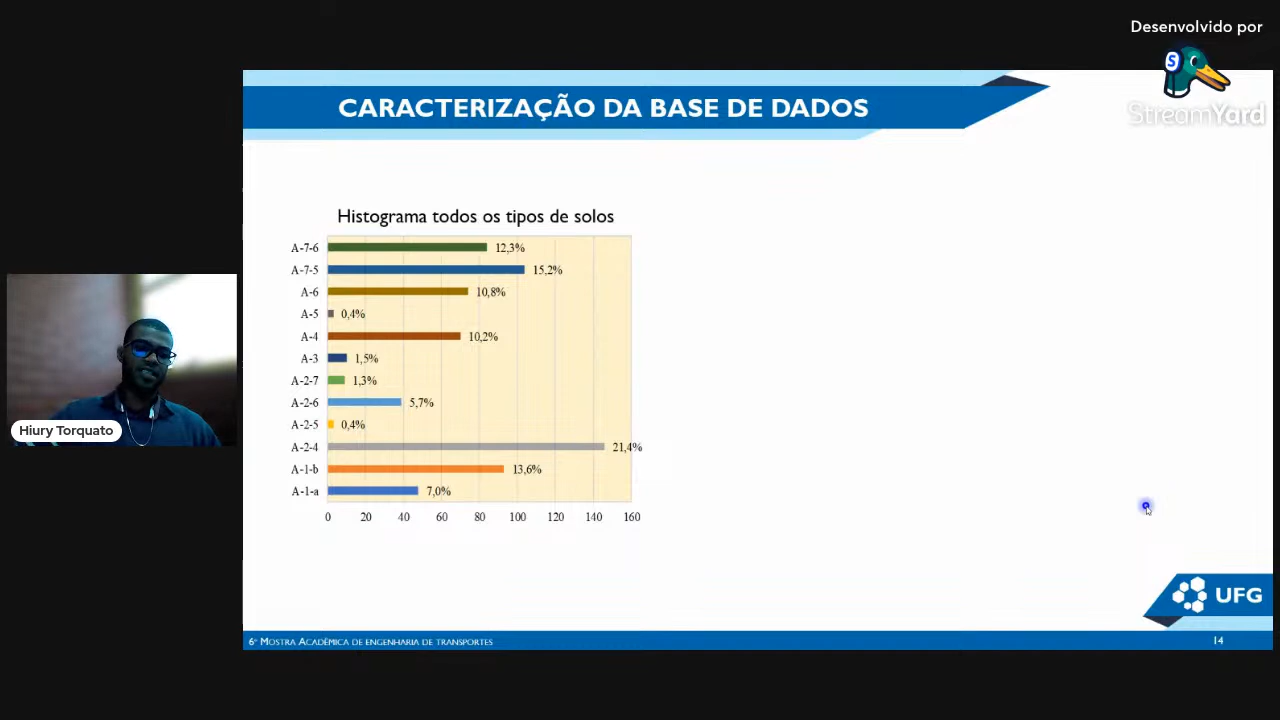 Desenvolvido por
StreamYard
CARACTERIZAÇÃO DA BASE DE DADOS
Histograma todos os tipos de solos
A-7-6 12,3%
A-7-5 15,2%
A-6 10,8%
A-5 0,4%
A-4 10,2%
A-3 1,5%
A-2-7 1,3%
A-2-6 5,7%
A-2-5 0,4%
A-2-4 21,4%
A-1-b 13,6%
A-1-a 7,0%
0 20 40 60 80 100 120 140 160
Hiury Torquato
UFG
6ª MOSTRA ACADÊMICA DE ENGENHARIA DE TRANSPORTES
14